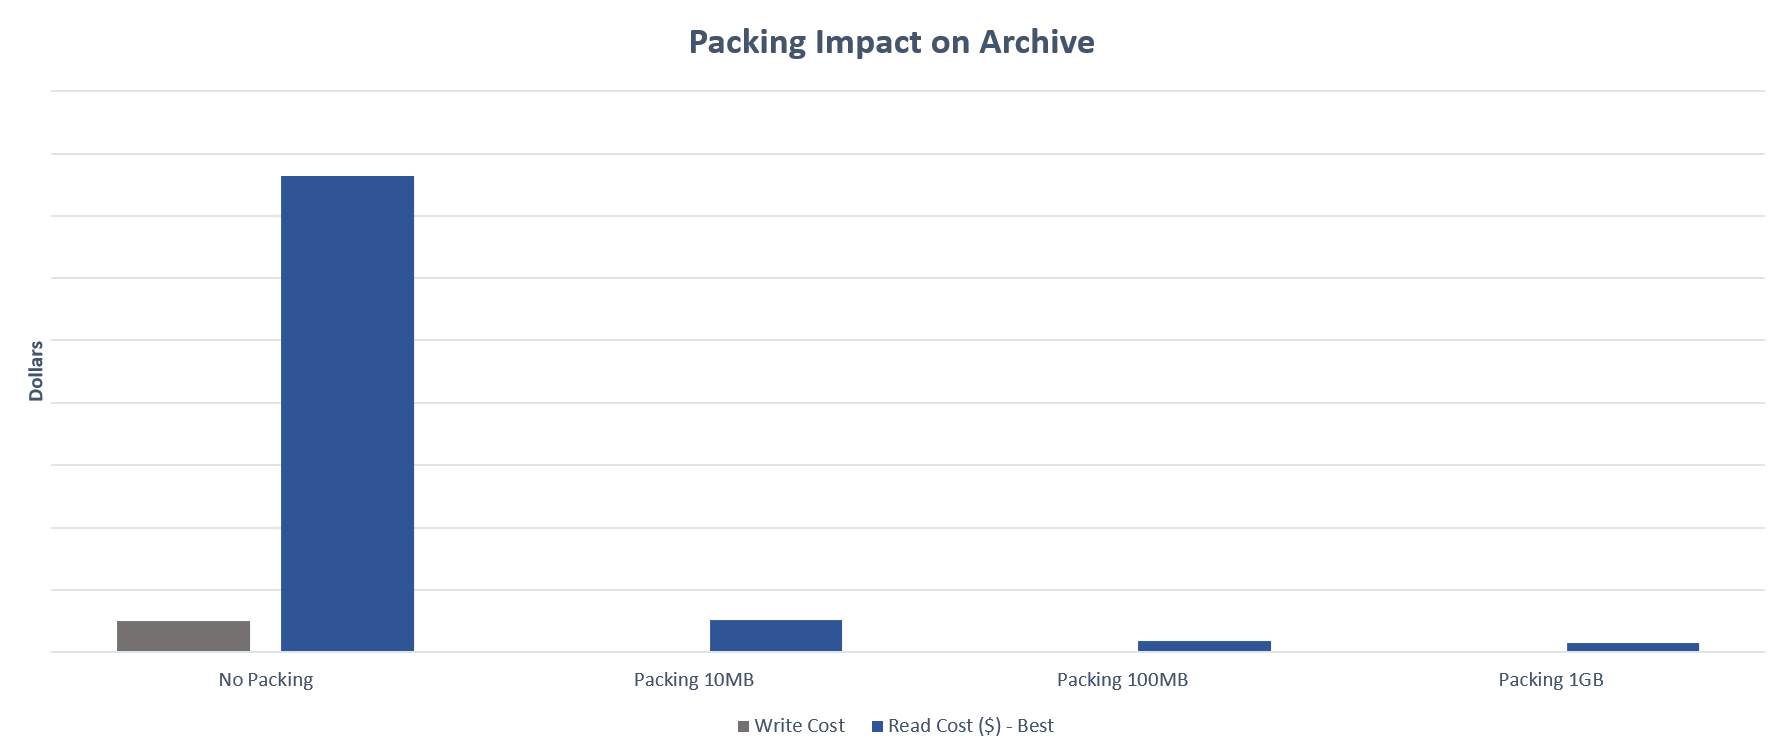 Packing Impact on Archive
Dollars
No Packing
Packing 10MB
Packing 100MB
Packing 1GB
Write Cost
Read Cost ($) - Best